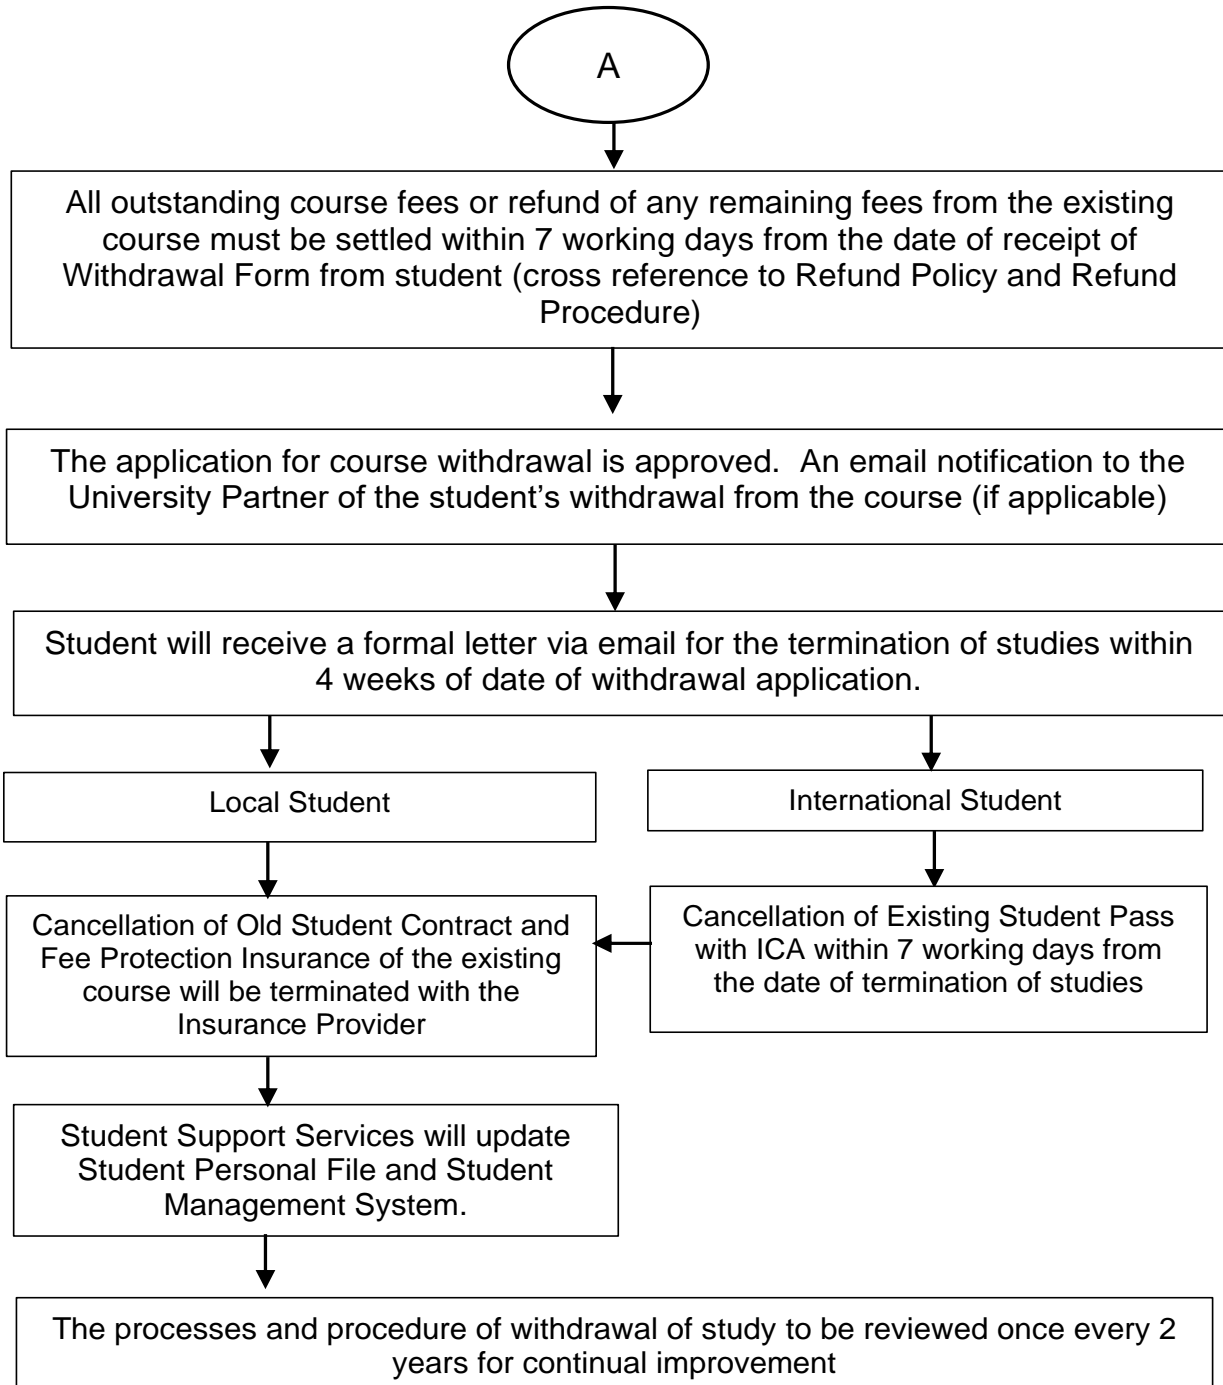 A
All outstanding course fees or refund of any remaining fees from the existing
course must be settled within 7 working days from the date of receipt of
Withdrawal Form from student (cross reference to Refund Policy and Refund
Procedure)
The application for course withdrawal is approved.  An email notification to the
University Partner of the student’s withdrawal from the course (if applicable)
Student will receive a formal letter via email for the termination of studies within
4 weeks of date of withdrawal application.
Local Student
International Student
Cancellation of Old Student Contract and
Fee Protection Insurance of the existing
course will be terminated with the
Insurance Provider
Cancellation of Existing Student Pass
with ICA within 7 working days from
the date of termination of studies
Student Support Services will update
Student Personal File and Student
Management System.
The processes and procedure of withdrawal of study to be reviewed once every 2
years for continual improvement